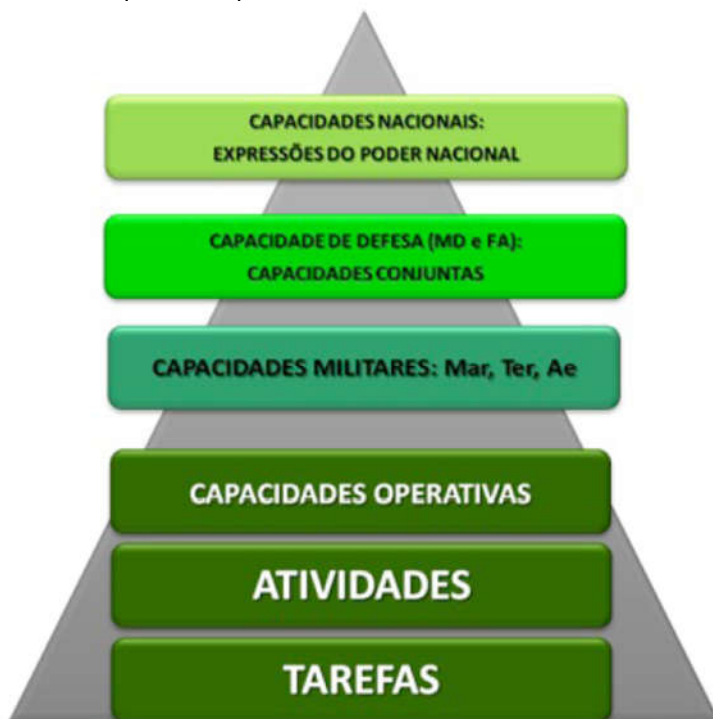 CAPACIDADES NACIONAIS:
EXPRESSÕES DO PODER NACIONAL
CAPACIDADE DE DEFESA (MD e FA):
CAPACIDADES CONJUNTAS
CAPACIDADES MILITARES: Mar, Ter, Ae
CAPACIDADES OPERATIVAS
ATIVIDADES
TAREFAS